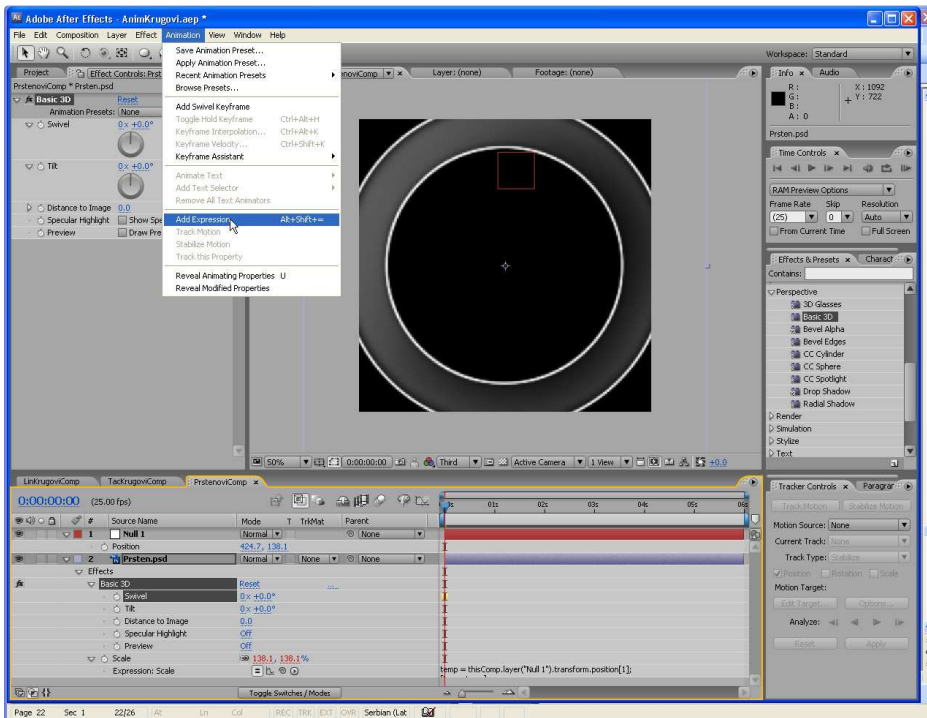 Adobe After Effects - AnimKrugovi.aep *
File Edit Composition Layer Effect Animation View Window Help
Workspace: Standard
Save Animation Preset...
Apply Animation Preset...
Recent Animation Presets
Browse Presets...
Add Swivel Keyframe
Toggle Hold Keyframe Ctrl+Alt+H
Keyframe Interpolation... Ctrl+Alt+K
Keyframe Velocity... Ctrl+Shift+K
Keyframe Assistant
Animate Text
Add Text Selector
Remove All Text Animators
Add Expression Alt+Shift+=
Track Motion
Stabilize Motion
Track this Property
Reveal Animating Properties U
Reveal Modified Properties
Project Effect Controls: Prst
PrstenoviComp * Prsten.psd
Basic 3D Reset
Animation Presets: None
Swivel 0 x +0.0°
Tilt 0 x +0.0°
Distance to Image 0.0
Specular Highlight Show Spe
Preview Draw Pre
noviComp Layer: (none) Footage: (none)
50% 0:00:00:00 Third Active Camera 1 View +0.0
Info Audio
R: X : 1092
G: + Y : 722
B:
A: 0
Prsten.psd
Time Controls
RAM Preview Options
Frame Rate Skip Resolution
(25) 0 Auto
From Current Time Full Screen
Effects & Presets Charact
Contains:
Perspective
3D Glasses
Basic 3D
Bevel Alpha
Bevel Edges
CC Cylinder
CC Sphere
CC Spotlight
Drop Shadow
Radial Shadow
Render
Simulation
Stylize
Text
LinKrugoviComp TackrugoviComp PrstenoviComp
0:00:00:00 (25.00 fps)
0s 01s 02s 03s 04s 05s 06s
# Source Name Mode T TrkMat Parent
1 Null 1 Normal None
Position 424.7, 138.1
2 Prsten.psd Normal None None
Effects
Basic 3D Reset ...
Swivel 0 x +0.0°
Tilt 0 x +0.0°
Distance to Image 0.0
Specular Highlight Off
Preview Off
Scale 138.1, 138.1%
Expression: Scale
temp = thisComp.layer("Null 1").transform.position[1];
Toggle Switches / Modes
Tracker Controls Paragrar
Track Motion Stabilize Motion
Motion Source: None
Current Track: None
Track Type: Stabilize
Position Rotation Scale
Motion Target:
Edit Target... Options...
Analyze:
Reset Apply
Page 22 Sec 1 22/26 At Ln Col REC TRK EXT OVR Serbian (Lat